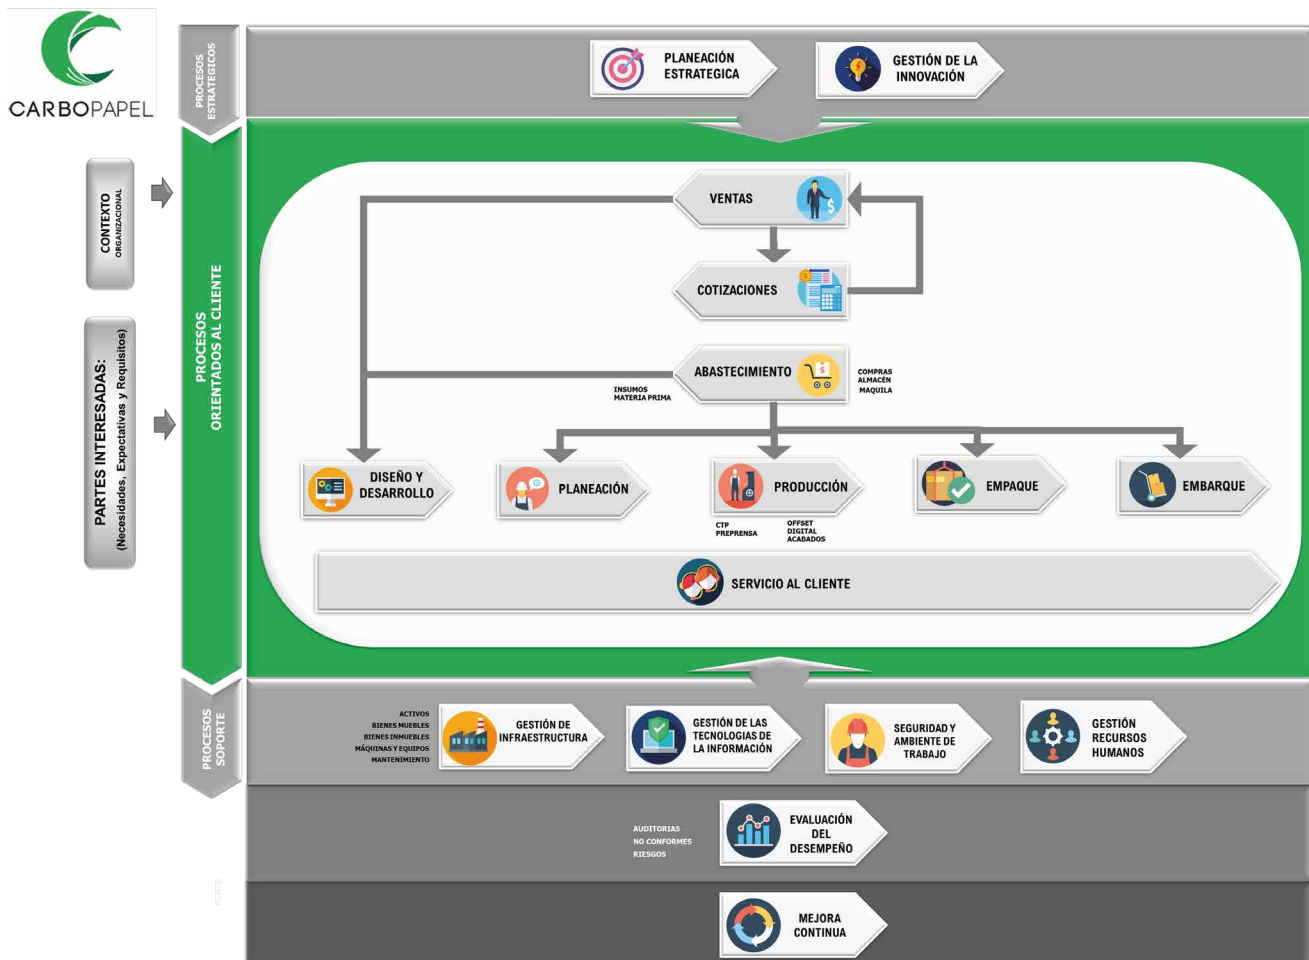 CARBOPAPEL
PROCESOS
ESTRATEGICOS
PLANEACIÓN
ESTRATEGICA
GESTIÓN DE LA
INNOVACIÓN
CONTEXTO
ORGANIZACIONAL
PARTES INTERESADAS:
(Necesidades, Expectativas y Requisitos)
PROCESOS
ORIENTADOS AL CLIENTE
VENTAS
$
COTIZACIONES
$
ABASTECIMIENTO
$
INSUMOS
MATERIA PRIMA
COMPRAS
ALMACÉN
MAQUILA
DISEÑO Y
DESARROLLO
PLANEACIÓN
PRODUCCIÓN
EMPAQUE
EMBARQUE
CTP
PREPRENSA
OFFSET
DIGITAL
ACABADOS
SERVICIO AL CLIENTE
PROCESOS
SOPORTE
ACTIVOS
BIENES MUEBLES
BIENES INMUEBLES
MÁQUINAS Y EQUIPOS
MANTENIMIENTO
GESTIÓN DE
INFRAESTRUCTURA
GESTIÓN DE LAS
TECNOLOGIAS DE
LA INFORMACIÓN
SEGURIDAD Y
AMBIENTE DE
TRABAJO
GESTIÓN
RECURSOS
HUMANOS
AUDITORIAS
NO CONFORMES
RIESGOS
EVALUACIÓN
DEL
DESEMPEÑO
MEJORA
CONTINUA